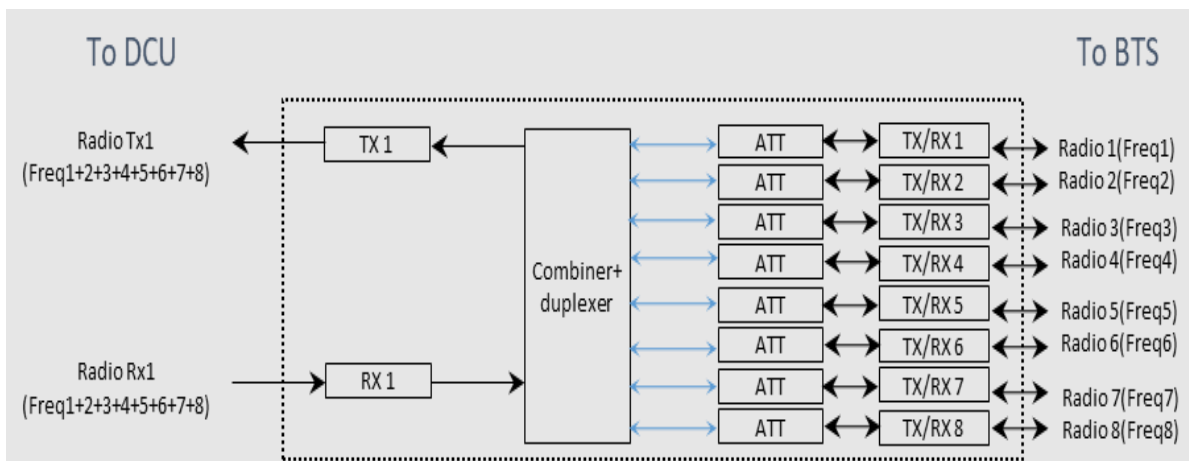 To DCU
To BTS
Radio Tx1
(Freq1+2+3+4+5+6+7+8)
TX 1
Combiner+
duplexer
ATT
TX/RX 1
Radio 1(Freq1)
ATT
TX/RX 2
Radio 2(Freq2)
ATT
TX/RX 3
Radio 3(Freq3)
ATT
TX/RX 4
Radio 4(Freq4)
ATT
TX/RX 5
Radio 5(Freq5)
ATT
TX/RX 6
Radio 6(Freq6)
Radio Rx1
(Freq1+2+3+4+5+6+7+8)
RX 1
ATT
TX/RX 7
Radio 7(Freq7)
ATT
TX/RX 8
Radio 8(Freq8)